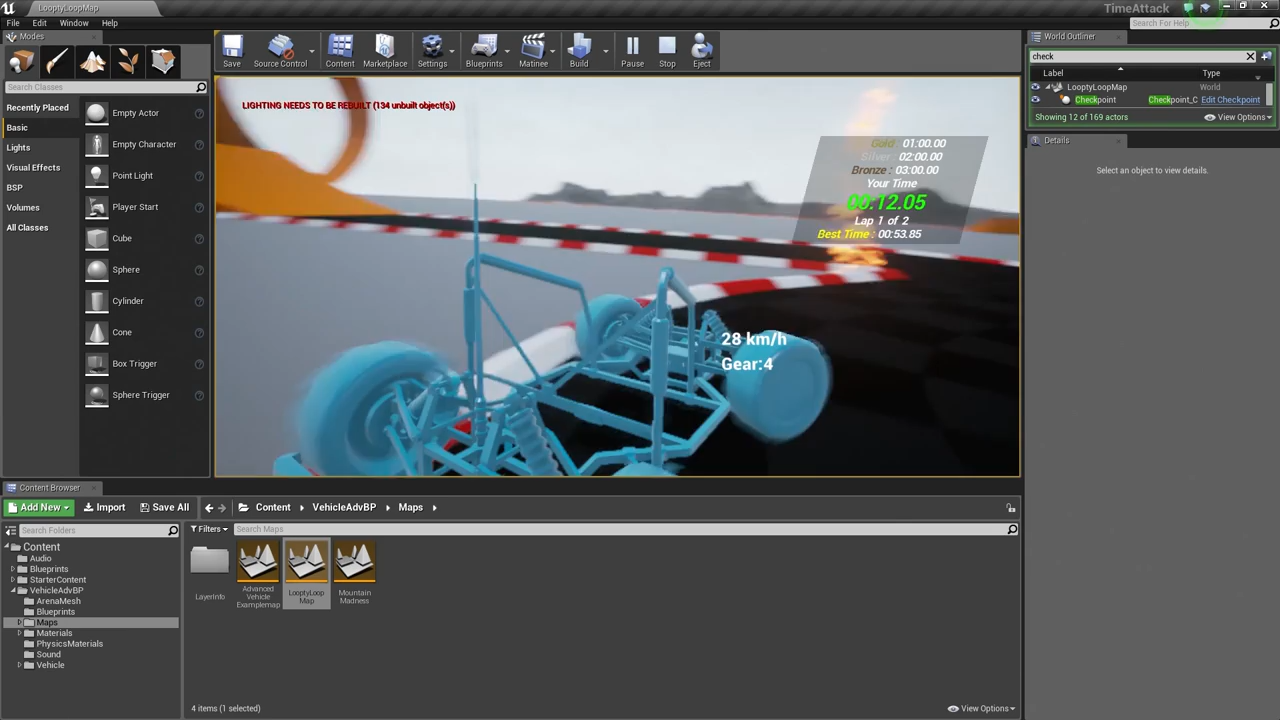 LooptyLoopMap
TimeAttack
File Edit Window Help
Search For Help
Modes
Search Classes
Recently Placed
Basic
Lights
Visual Effects
BSP
Volumes
All Classes
Empty Actor
Empty Character
Point Light
Player Start
Cube
Sphere
Cylinder
Cone
Box Trigger
Sphere Trigger
Save
Source Control
Content
Marketplace
Settings
Blueprints
Matinee
Build
Pause
Stop
Eject
LIGHTING NEEDS TO BE REBUILT (134 unbuilt object(s))
Gold : 01:00.00
Silver : 02:00.00
Bronze : 03:00.00
Your Time
00:12.05
Lap 1 of 2
Best Time : 00:53.85
28 km/h
Gear:4
World Outliner
check
Label Type
LooptyLoopMap World
Checkpoint Checkpoint_C Edit Checkpoint
Showing 12 of 169 actors
View Options
Details
Select an object to view details.
Content Browser
Add New
Import
Save All
Content
VehicleAdvBP
Maps
Search Folders
Filters
Search Maps
Content
Audio
Blueprints
StarterContent
VehicleAdvBP
ArenaMesh
Blueprints
Maps
Materials
PhysicsMaterials
Sound
Vehicle
LayerInfo
Advanced
Vehicle
Examplemap
LooptyLoop
Map
Mountain
Madness
4 items (1 selected)
View Options